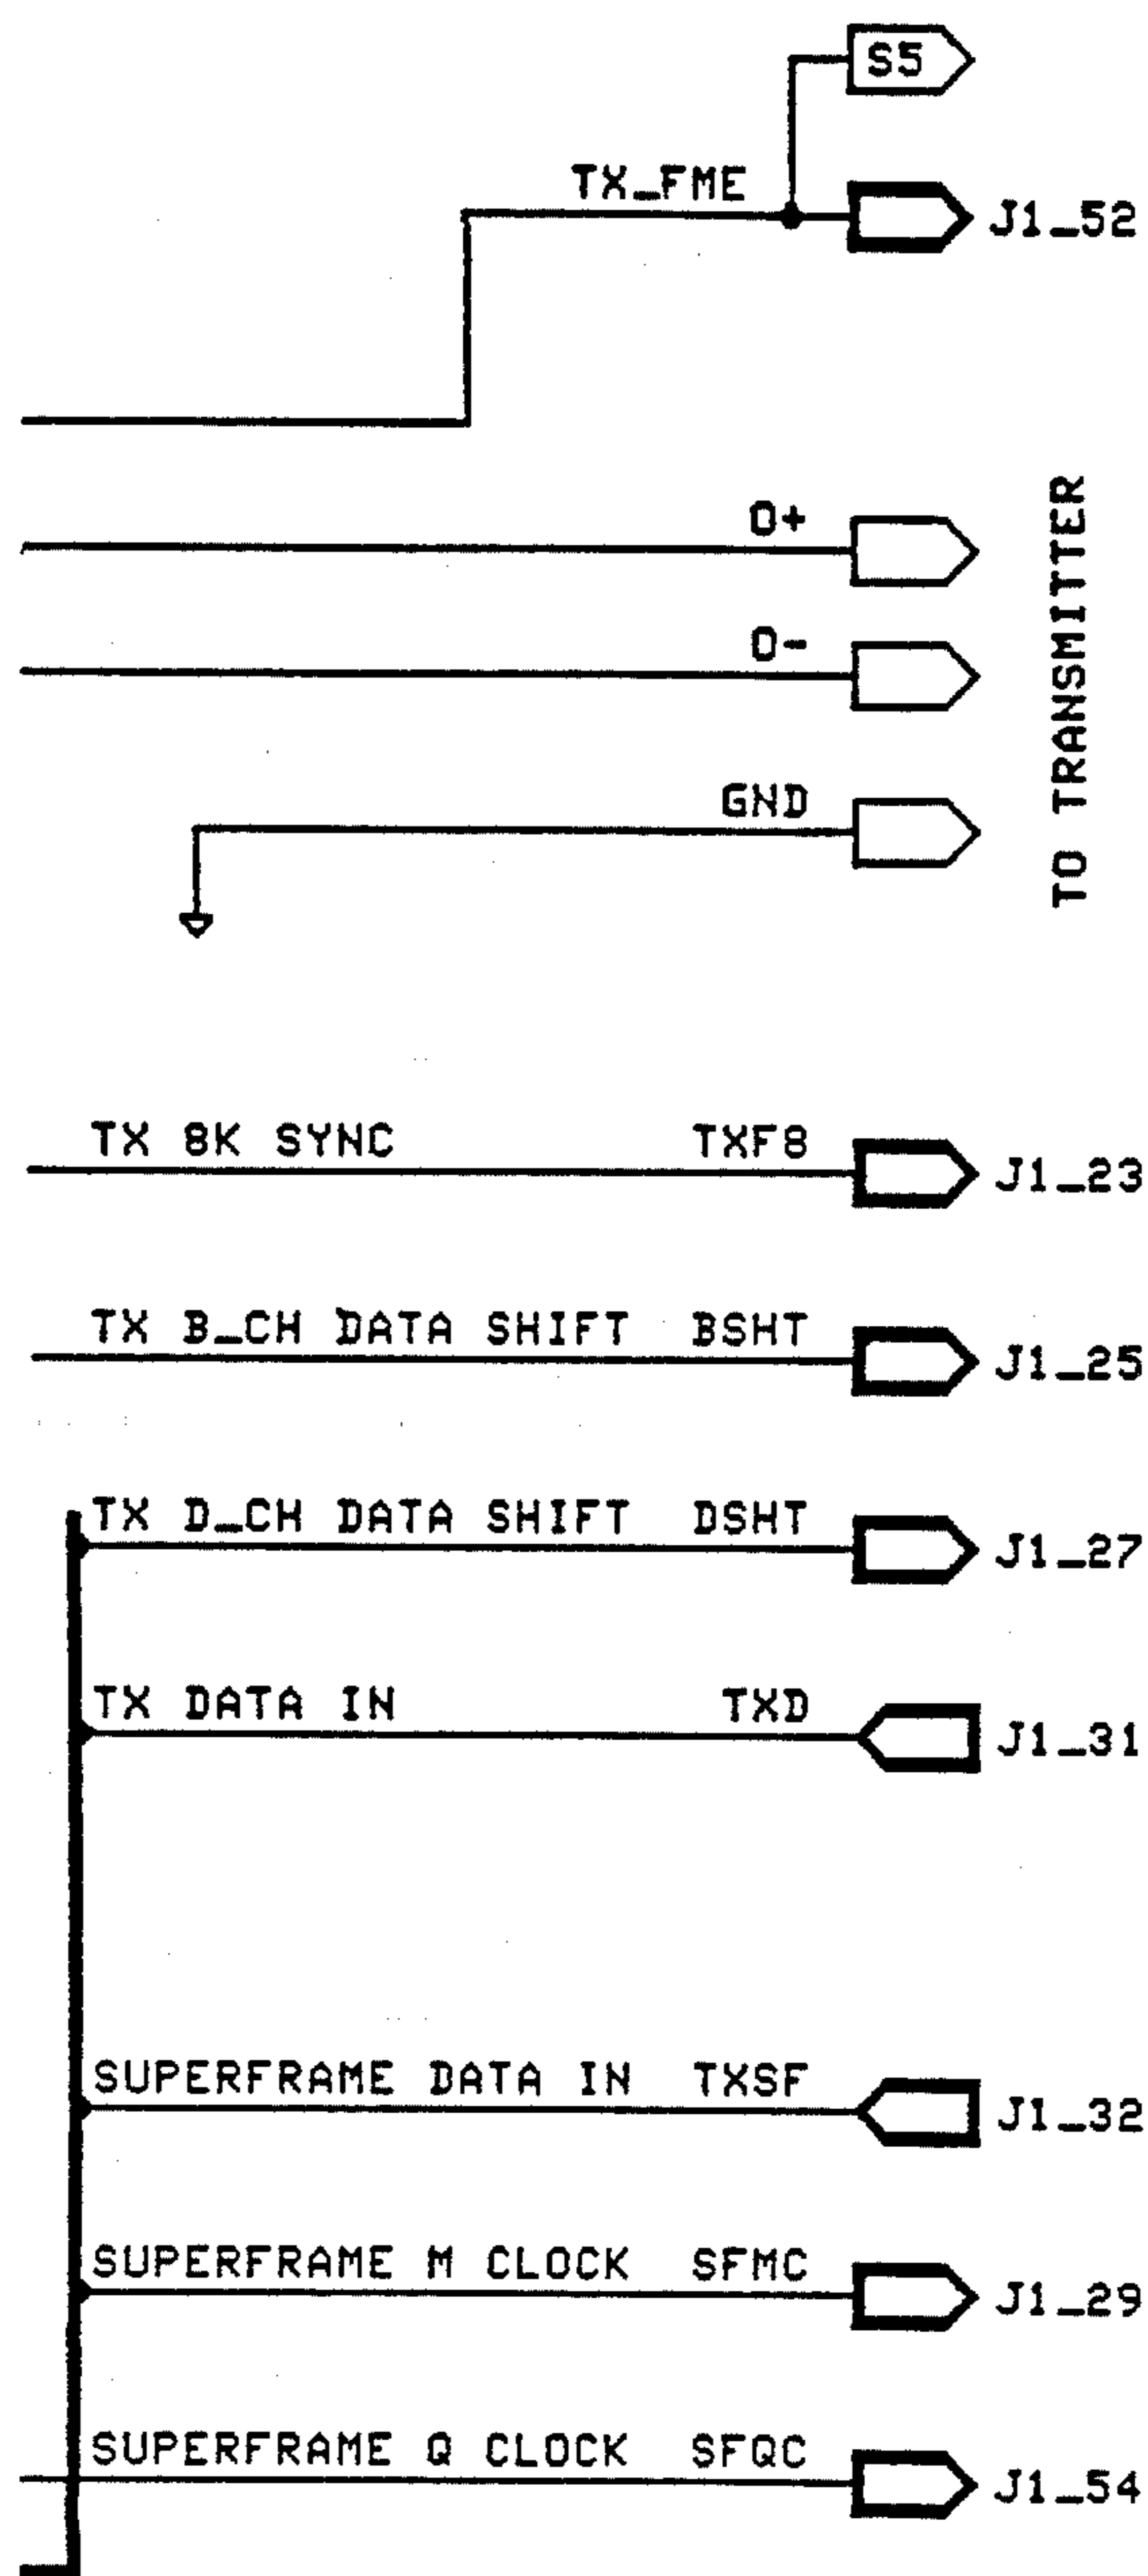 S5
TX_FME J1_52
O+
O-
GND
TO TRANSMITTER
TX 8K SYNC TXF8 J1_23
TX B_CH DATA SHIFT BSHT J1_25
TX D_CH DATA SHIFT DSHT J1_27
TX DATA IN TXD J1_31
SUPERFRAME DATA IN TXSF J1_32
SUPERFRAME M CLOCK SFMC J1_29
SUPERFRAME Q CLOCK SFQC J1_54